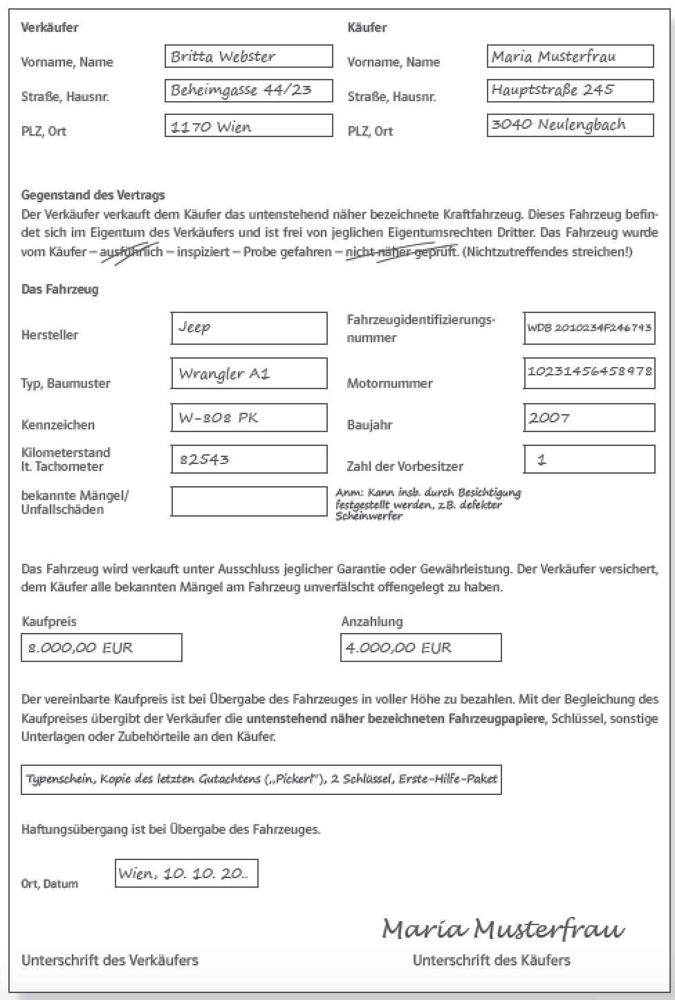 Verkäufer Käufer
Vorname, Name Britta Webster Vorname, Name Maria Musterfrau
Straße, Hausnr. Beheimgasse 44/23 Straße, Hausnr. Hauptstraße 245
PLZ, Ort 1170 Wien PLZ, Ort 3040 Neulengbach
Gegenstand des Vertrags
Der Verkäufer verkauft dem Käufer das untenstehend näher bezeichnete Kraftfahrzeug. Dieses Fahrzeug befin-
det sich im Eigentum des Verkäufers und ist frei von jeglichen Eigentumsrechten Dritter. Das Fahrzeug wurde
vom Käufer – ausführlich – inspiziert – Probe gefahren – nicht näher geprüft. (Nichtzutreffendes streichen!)
Das Fahrzeug
Hersteller Jeep Fahrzeugidentifizierungs-
nummer WDB 2010234F246793
Typ, Baumuster Wrangler A1 Motornummer 10231456458978
Kennzeichen W-808 PK Baujahr 2007
Kilometerstand
lt. Tachometer 82543 Zahl der Vorbesitzer 1
bekannte Mängel/
Unfallschäden
Anm: Kann insb. durch Besichtigung
festgestellt werden, z.B. defekter
Scheinwerfer
Das Fahrzeug wird verkauft unter Ausschluss jeglicher Garantie oder Gewährleistung. Der Verkäufer versichert,
dem Käufer alle bekannten Mängel am Fahrzeug unverfälscht offengelegt zu haben.
Kaufpreis Anzahlung
8.000,00 EUR 4.000,00 EUR
Der vereinbarte Kaufpreis ist bei Übergabe des Fahrzeuges in voller Höhe zu bezahlen. Mit der Begleichung des
Kaufpreises übergibt der Verkäufer die untenstehend näher bezeichneten Fahrzeugpapiere, Schlüssel, sonstige
Unterlagen oder Zubehörteile an den Käufer.
Typenschein, Kopie des letzten Gutachtens („Pickerl“), 2 Schlüssel, Erste-Hilfe-Paket
Haftungsübergang ist bei Übergabe des Fahrzeuges.
Ort, Datum Wien, 10. 10. 20..
Maria Musterfrau
Unterschrift des Verkäufers Unterschrift des Käufers